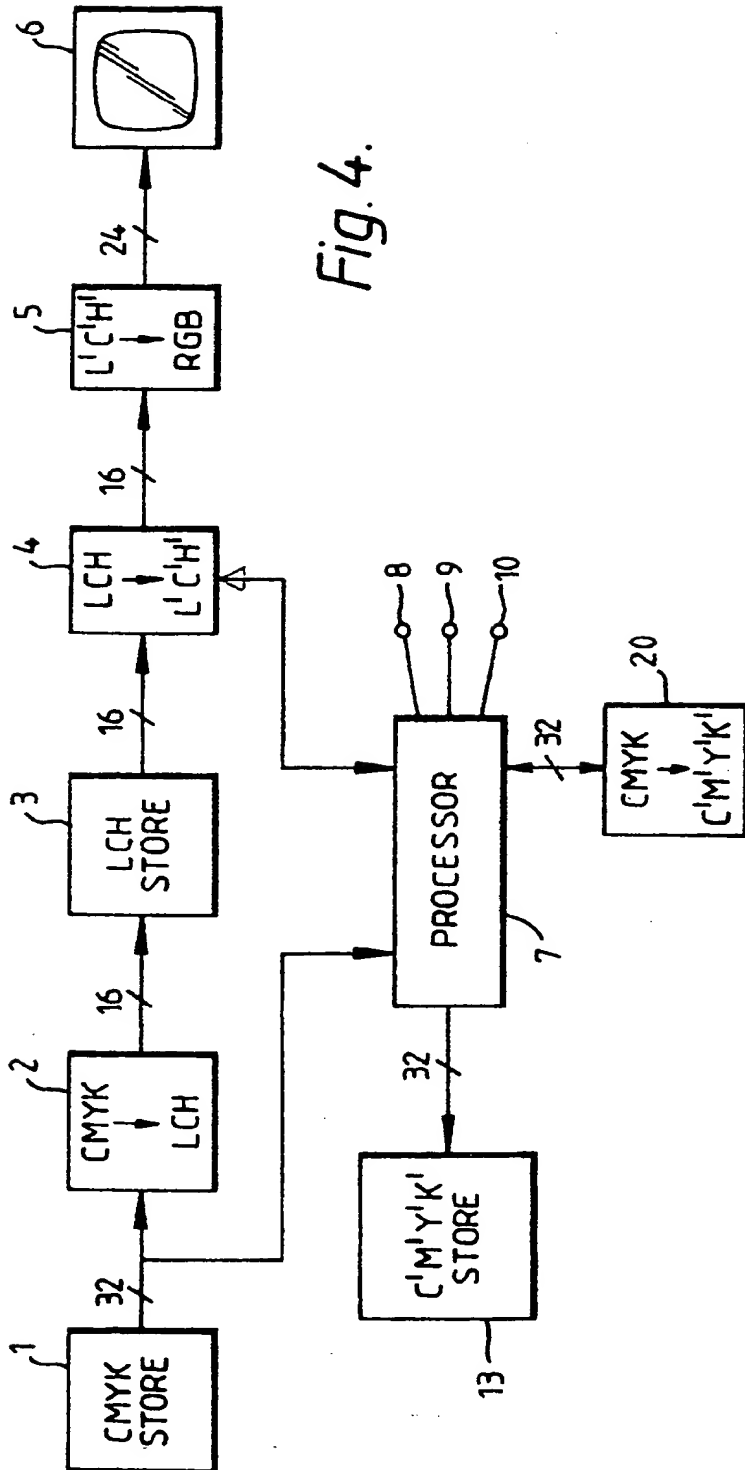 1
CMYK
STORE
32
2
CMYK
LCH
16
3
LCH
STORE
16
4
LCH
L'C'H'
16
5
L'C'H'
RGB
24
6
Fig. 4.
PROCESSOR
7
8
9
10
32
20
CMYK
C'M'Y'K'
32
C'M'Y'K'
STORE
13